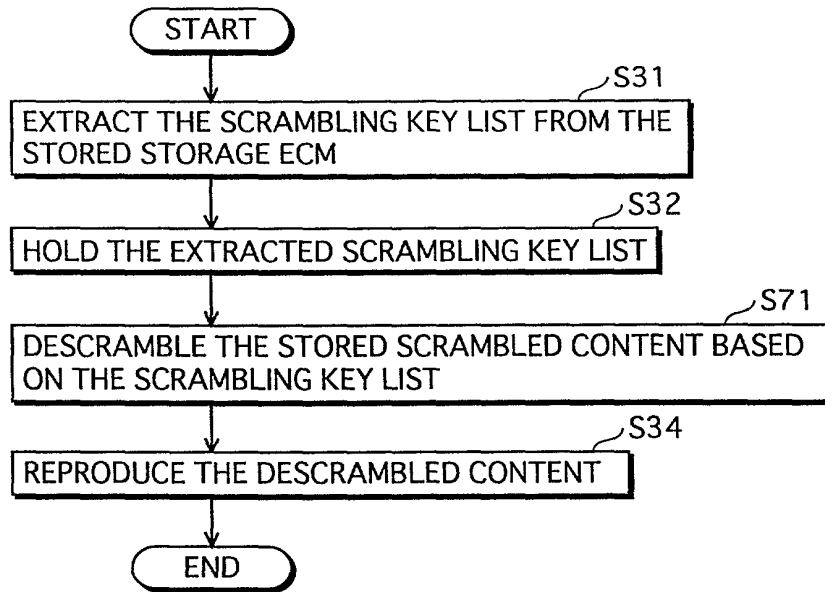 START
S31
EXTRACT THE SCRAMBLING KEY LIST FROM THE
STORED STORAGE ECM
S32
HOLD THE EXTRACTED SCRAMBLING KEY LIST
S71
DESCRAMBLE THE STORED SCRAMBLED CONTENT BASED
ON THE SCRAMBLING KEY LIST
S34
REPRODUCE THE DESCRAMBLED CONTENT
END